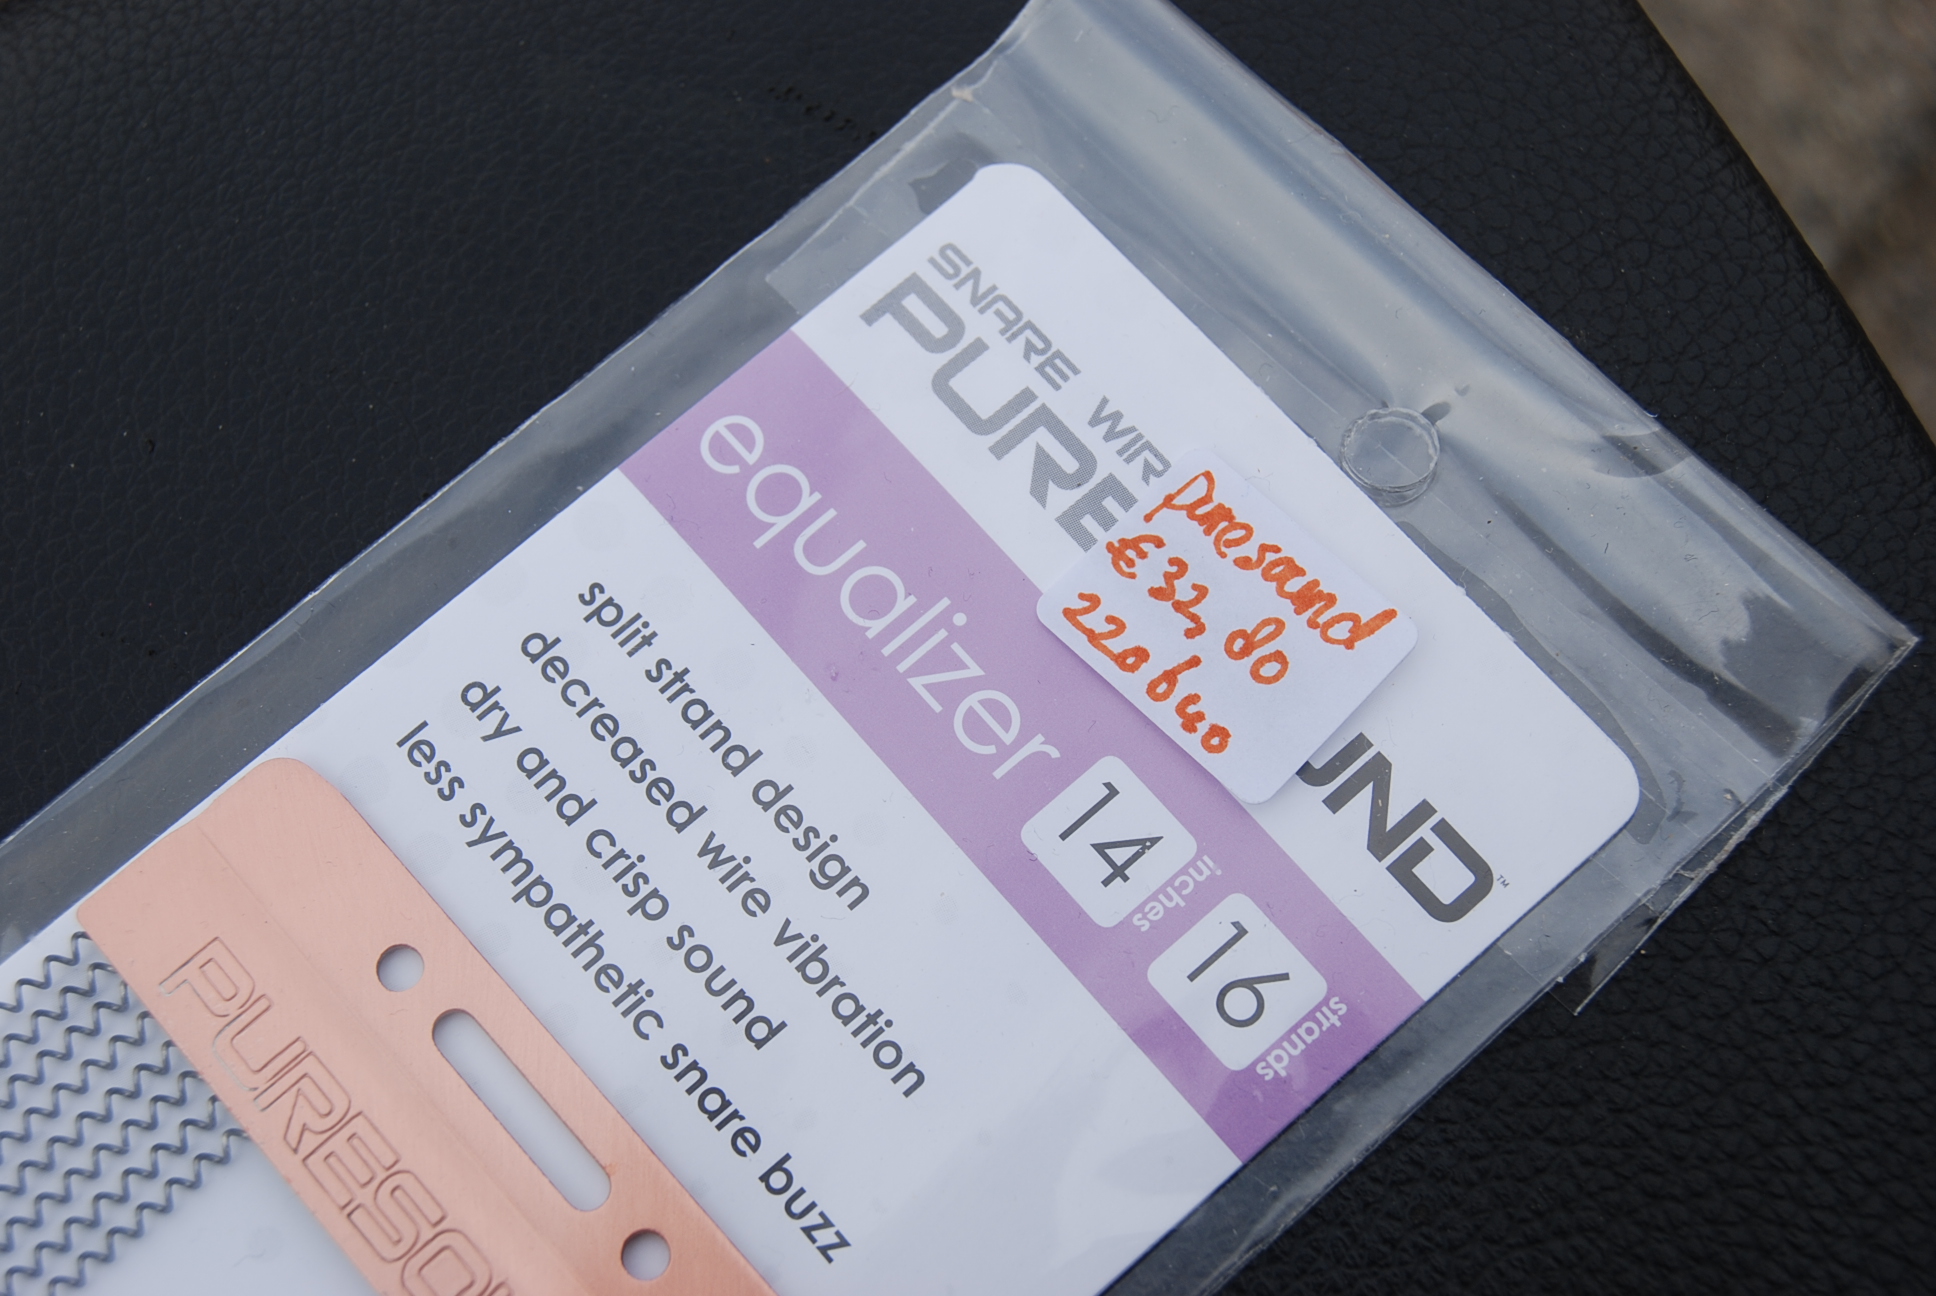 SNARE WIR
PURE UND™
puresound
€32,80
220640
equalizer 14 inches 16 strands
split strand design
decreased wire vibration
dry and crisp sound
less sympathetic snare buzz
PURESO